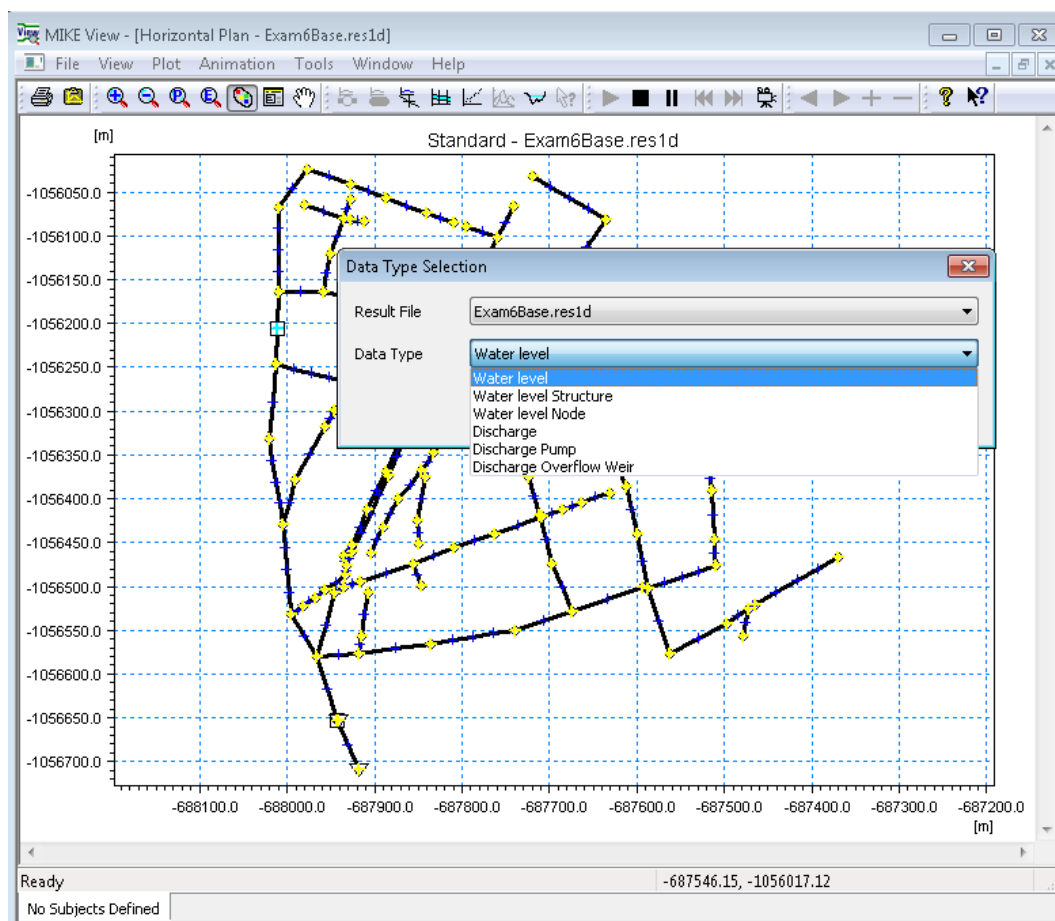 MIKE View - [Horizontal Plan - Exam6Base.res1d]
File View Plot Animation Tools Window Help
[m]
Standard - Exam6Base.res1d
-1056050.0
-1056100.0
-1056150.0
-1056200.0
-1056250.0
-1056300.0
-1056350.0
-1056400.0
-1056450.0
-1056500.0
-1056550.0
-1056600.0
-1056650.0
-1056700.0
Data Type Selection
Result File Exam6Base.res1d
Data Type Water level
Water level
Water level Structure
Water level Node
Discharge
Discharge Pump
Discharge Overflow Weir
-688100.0 -688000.0 -687900.0 -687800.0 -687700.0 -687600.0 -687500.0 -687400.0 -687300.0 -687200.0
[m]
Ready -687546.15, -1056017.12
No Subjects Defined